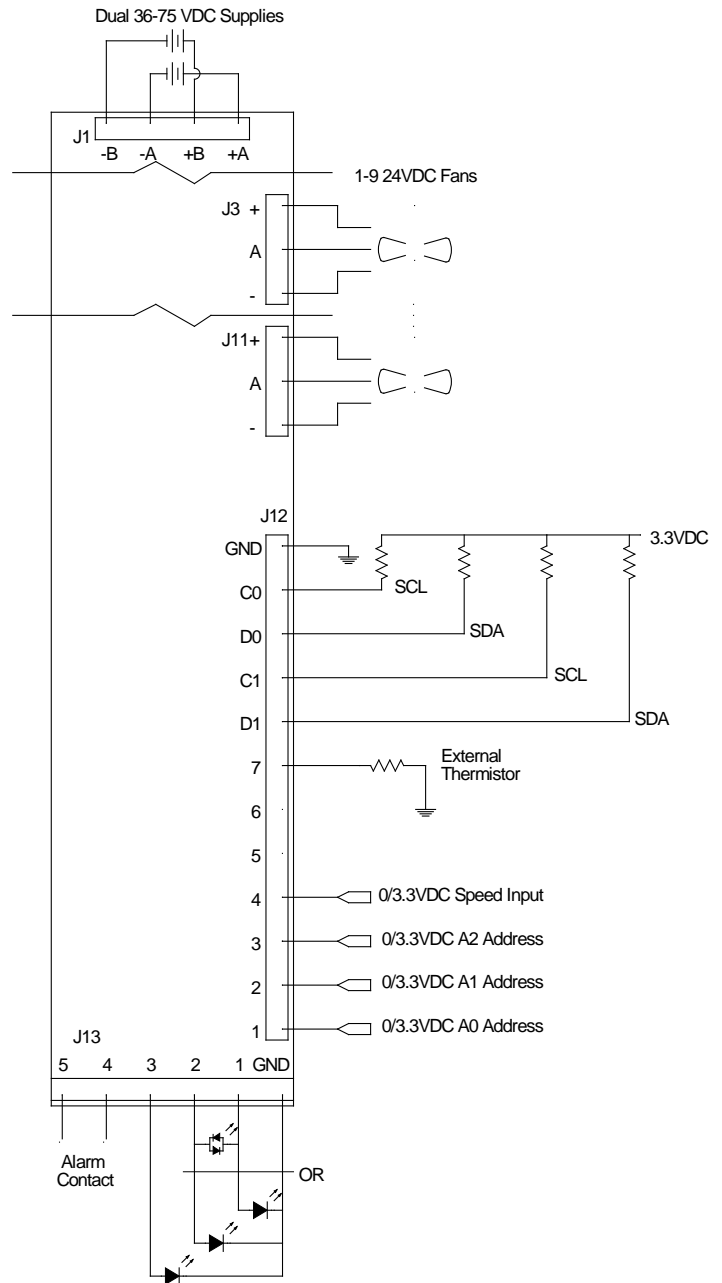 Dual 36-75 VDC Supplies
J1
-B -A +B +A
1-9 24VDC Fans
J3 +
A
-
J11+
A
-
J12
GND
3.3VDC
C0
SCL
D0
SDA
C1
SCL
D1
SDA
7
External
Thermistor
6
5
4
0/3.3VDC Speed Input
3
0/3.3VDC A2 Address
2
0/3.3VDC A1 Address
1
0/3.3VDC A0 Address
J13
5 4 3 2 1 GND
Alarm
Contact
OR